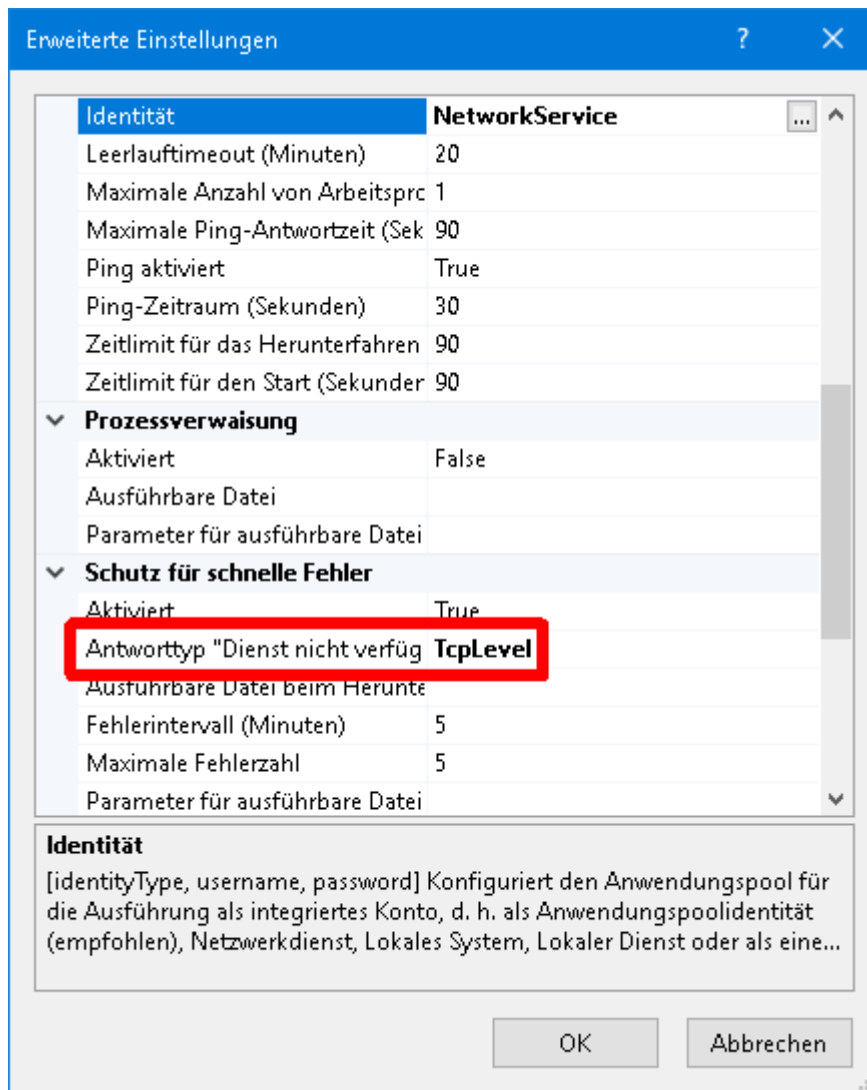 Erweiterte Einstellungen ? ×
Identität NetworkService ...
Leerlauftimeout (Minuten) 20
Maximale Anzahl von Arbeitsprc 1
Maximale Ping-Antwortzeit (Sek 90
Ping aktiviert True
Ping-Zeitraum (Sekunden) 30
Zeitlimit für das Herunterfahren 90
Zeitlimit für den Start (Sekunder 90
Prozessverwaisung
Aktiviert False
Ausführbare Datei
Parameter für ausführbare Datei
Schutz für schnelle Fehler
Aktiviert True
Antworttyp "Dienst nicht verfüg TcpLevel
Ausführbare Datei beim Herunte
Fehlerintervall (Minuten) 5
Maximale Fehlerzahl 5
Parameter für ausführbare Datei
Identität
[identityType, username, password] Konfiguriert den Anwendungspool für
die Ausführung als integriertes Konto, d. h. als Anwendungspoolidentität
(empfohlen), Netzwerkdienst, Lokales System, Lokaler Dienst oder als eine...
OK Abbrechen